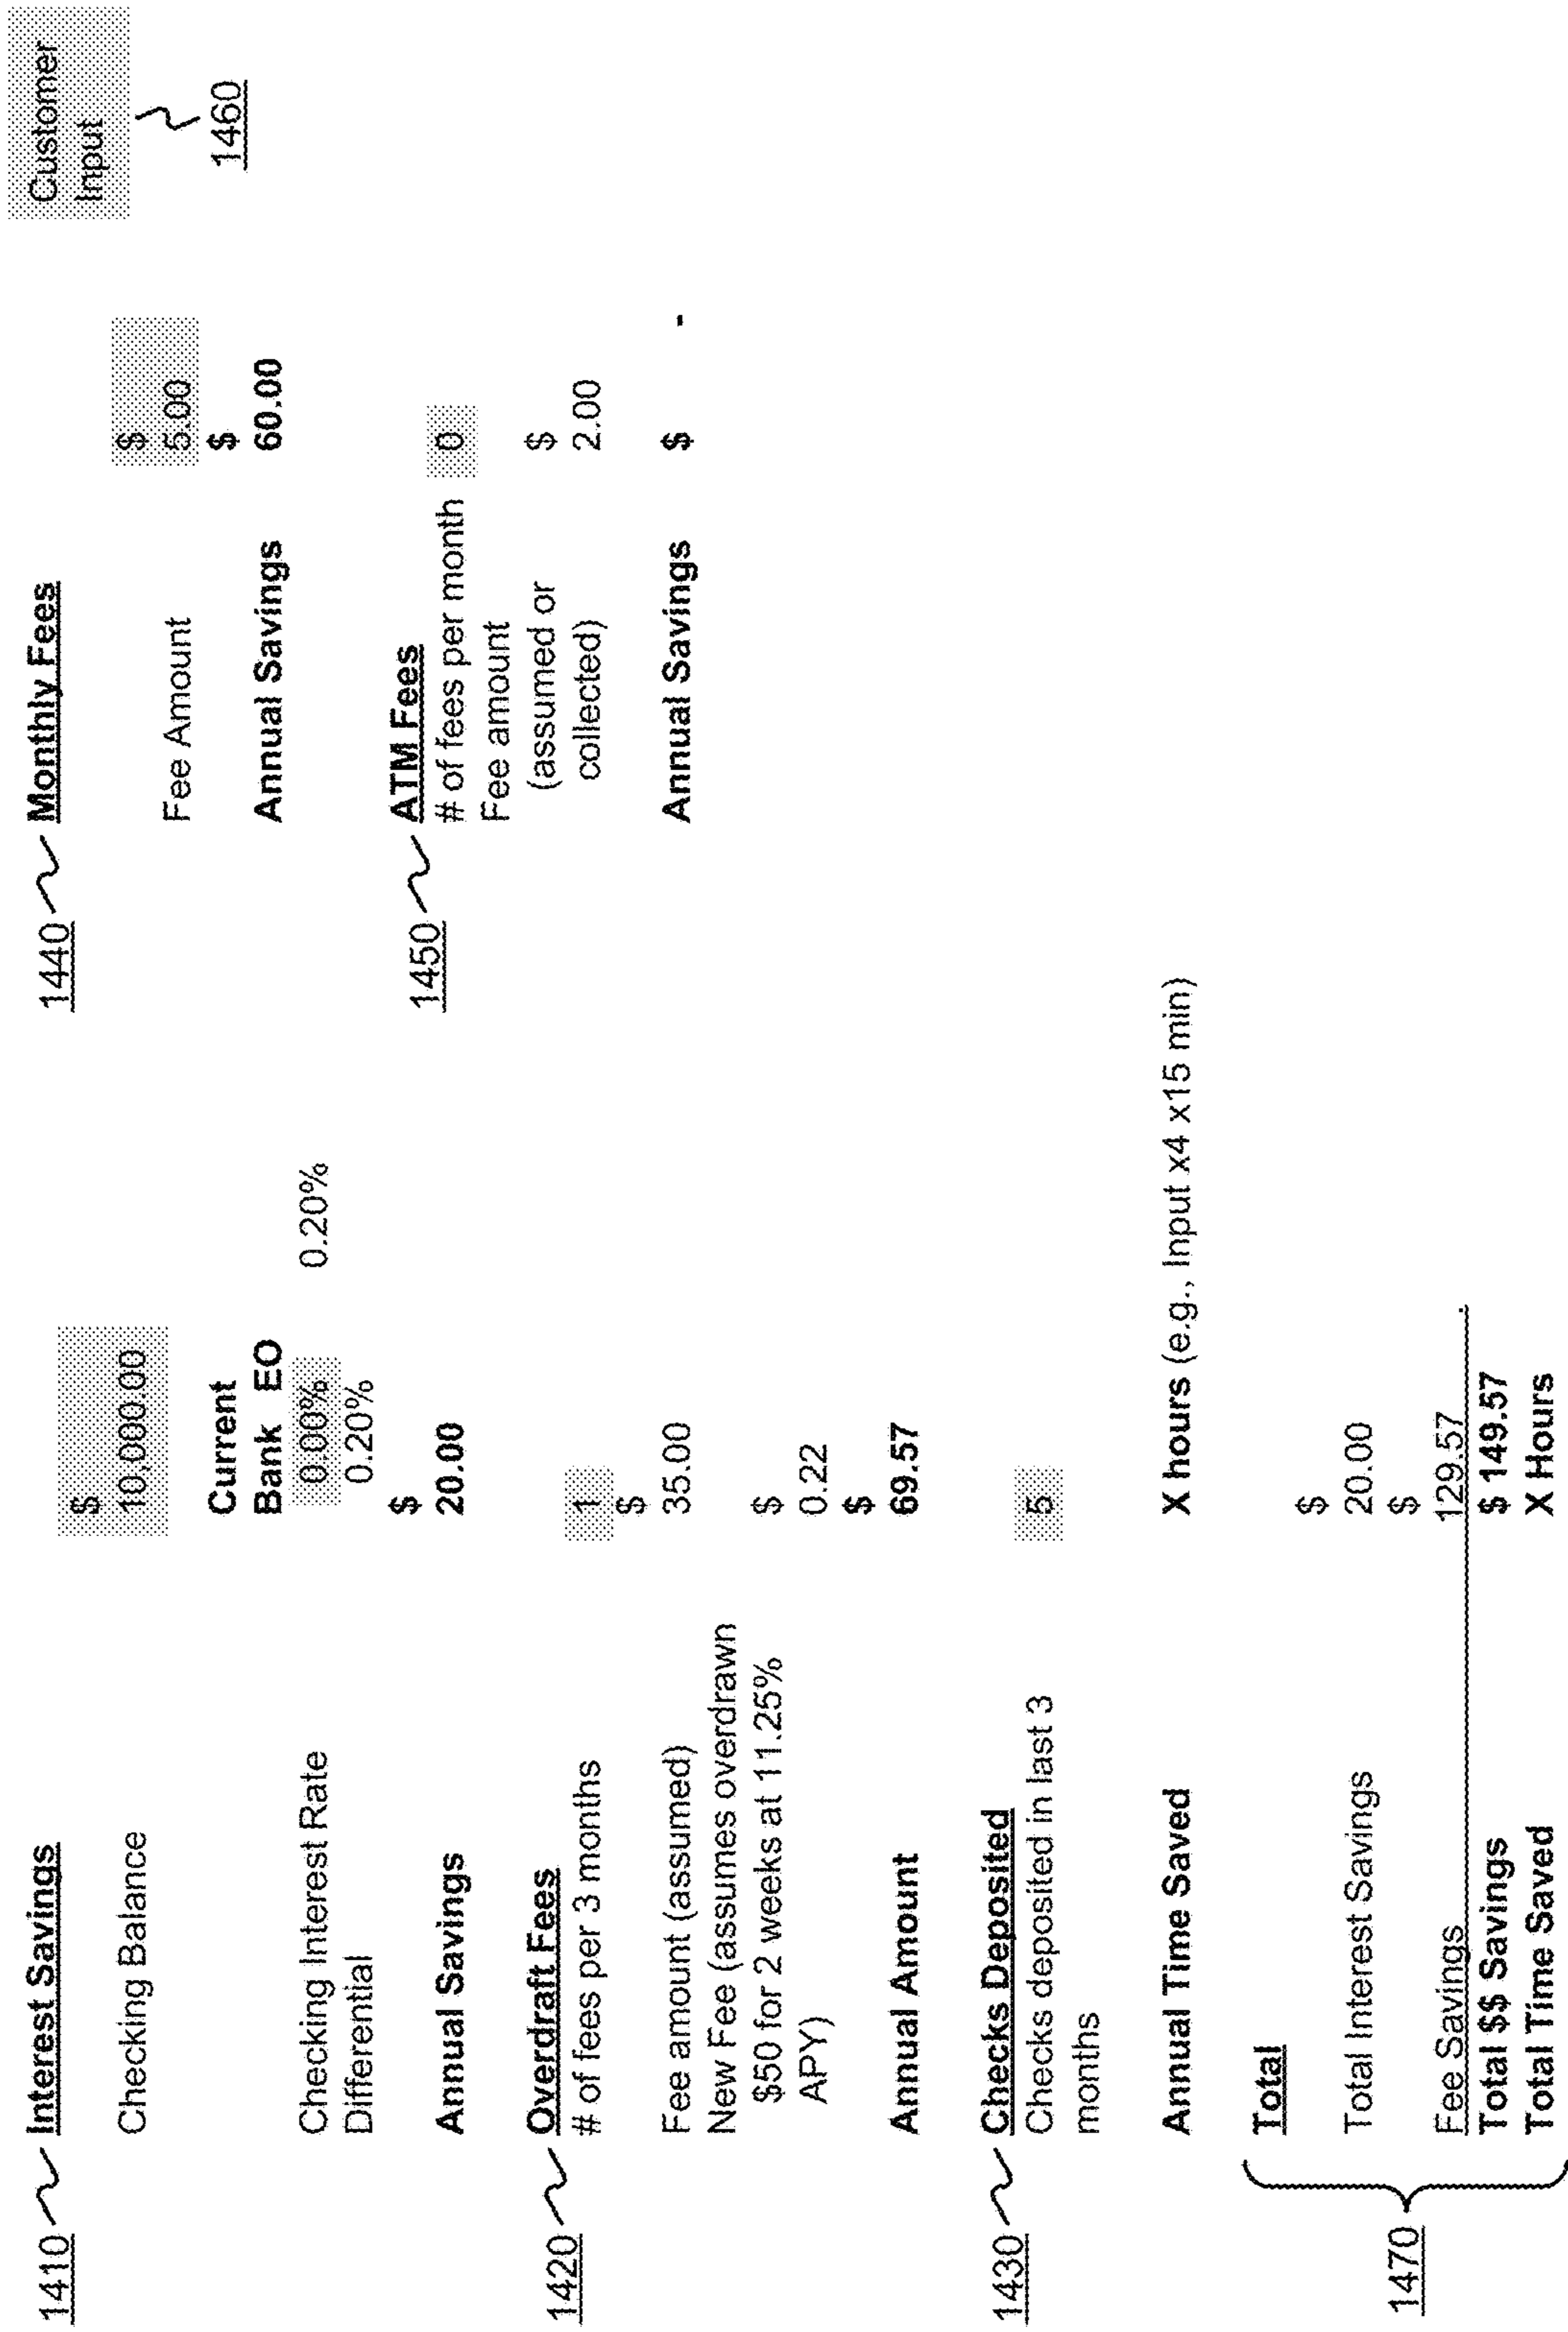 1410 Interest Savings
$
Checking Balance 10,000.00
Current
Bank EO
Checking Interest Rate 0.00% 0.20%
Differential 0.20%
$
Annual Savings 20.00
1420 Overdraft Fees
# of fees per 3 months 1
$
Fee amount (assumed) 35.00
New Fee (assumes overdrawn
$50 for 2 weeks at 11.25% $
APY) 0.22
$
Annual Amount 69.57
1430 Checks Deposited
Checks deposited in last 3 5
months
Annual Time Saved X hours (e.g., Input x4 x15 min)
1470
Total
$
Total Interest Savings 20.00
$
Fee Savings 129.57
Total $$ Savings $ 149.57
Total Time Saved X Hours
1440 Monthly Fees
$
Fee Amount 5.00
$
Annual Savings 60.00
1450 ATM Fees
# of fees per month 0
Fee amount
(assumed or $
collected) 2.00
Annual Savings $ -
Customer
Input
1460